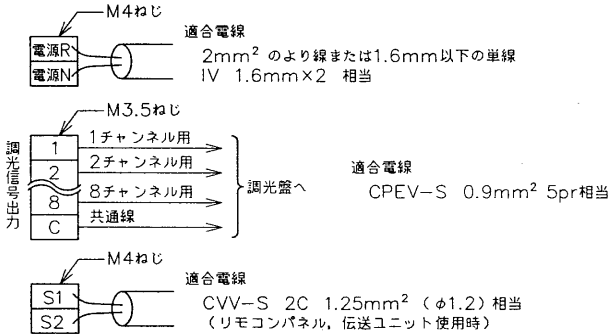 M4ねじ
電源R
電源N
適合電線
2mm² のより線または1.6mm以下の単線
IV 1.6mm×2 相当
M3.5ねじ
調光信号出力
1
1チャンネル用
2
2チャンネル用
8
8チャンネル用
C
共通線
調光盤へ
適合電線
CPEV-S 0.9mm² 5pr相当
M4ねじ
S1
S2
適合電線
CVV-S 2C 1.25mm² (φ1.2) 相当
(リモコンパネル, 伝送ユニット使用時)